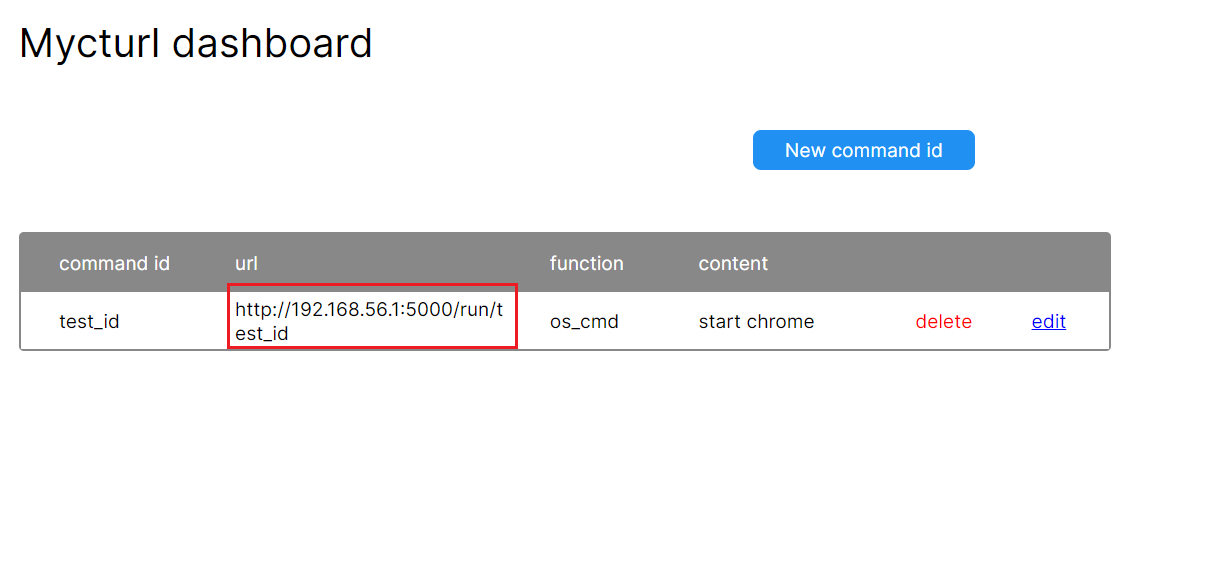 Mycturl dashboard
New command id
command id url function content
test_id http://192.168.56.1:5000/run/t os_cmd start chrome delete edit
est_id